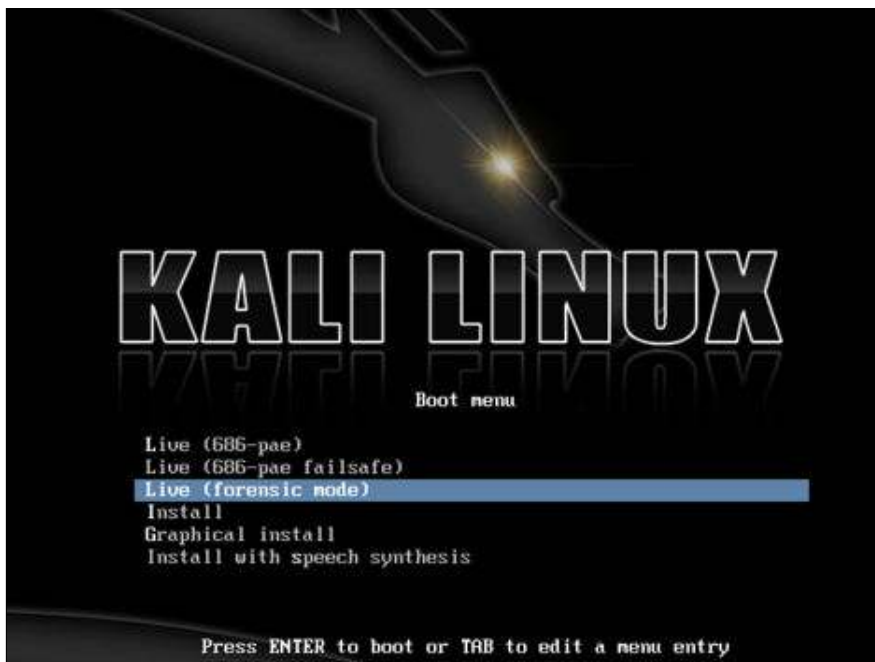 KALI LINUX
Boot menu
Live (686-pae)
Live (686-pae failsafe)
Live (forensic mode)
Install
Graphical install
Install with speech synthesis
Press ENTER to boot or TAB to edit a menu entry